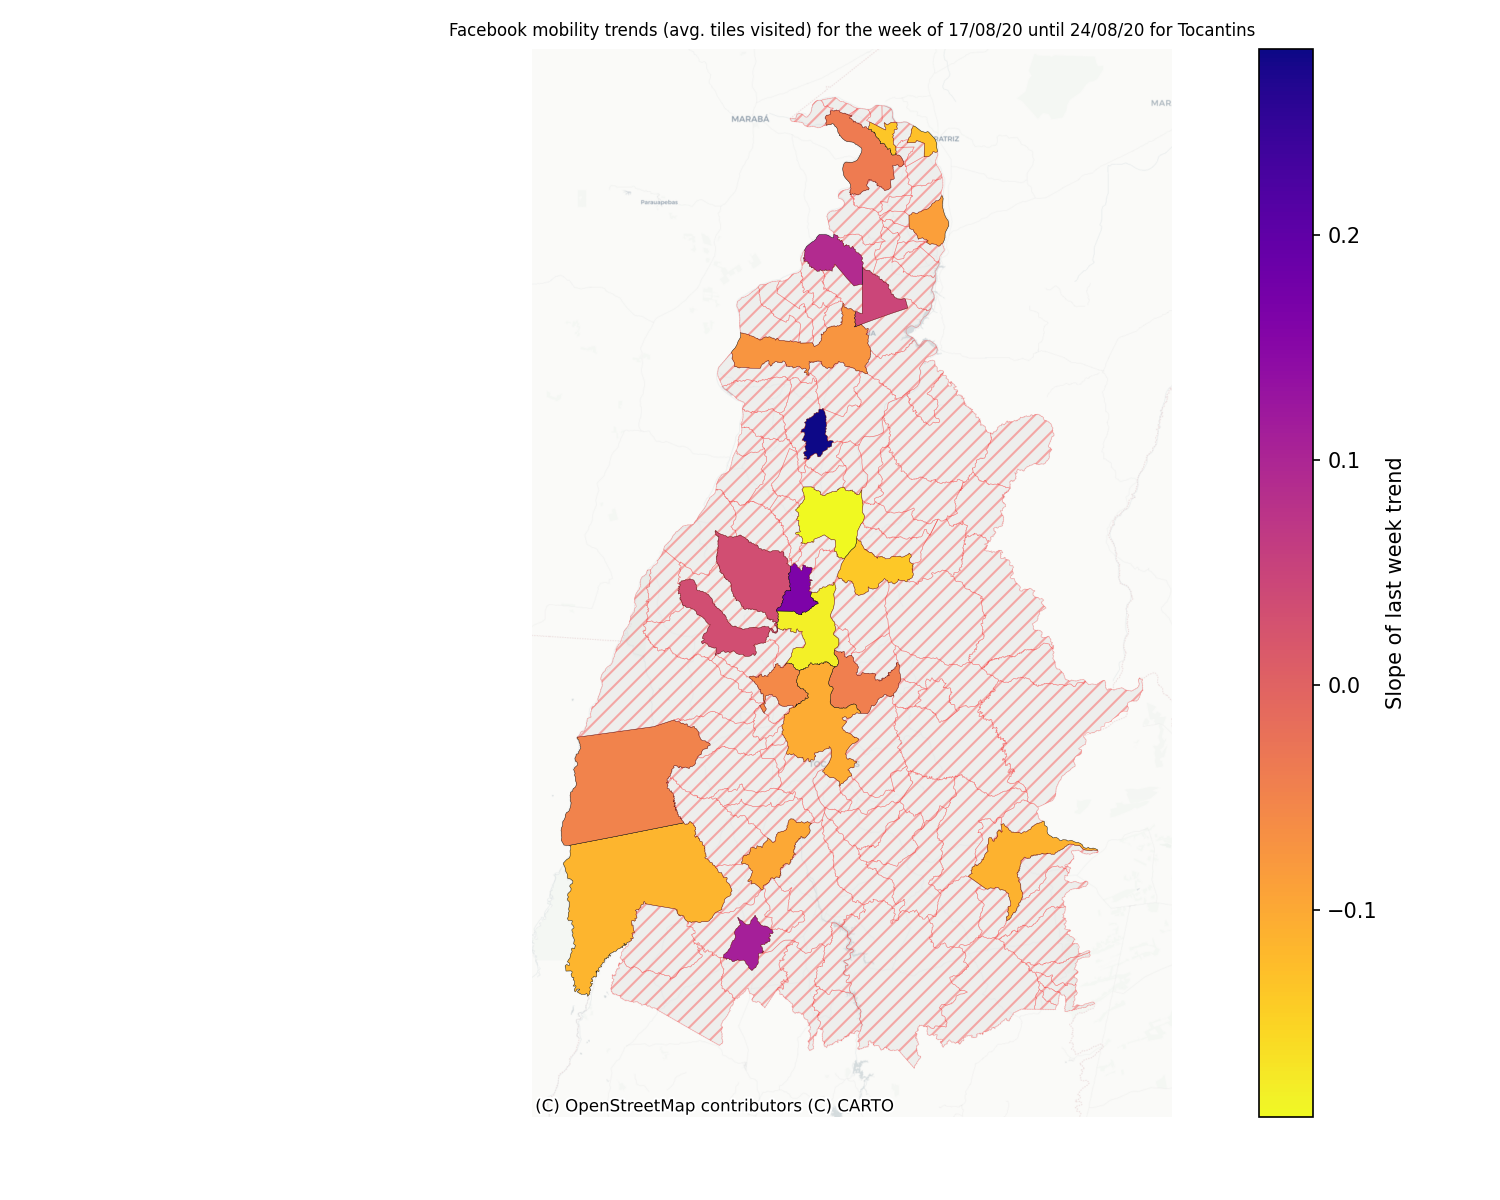 Facebook mobility trends (avg. tiles visited) for the week of 17/08/20 until 24/08/20 for Tocantins
MAR
MARABÁ
RATRIZ
Parauapebas
0.2
0.1
0.0
−0.1
Slope of last week trend
(C) OpenStreetMap contributors (C) CARTO